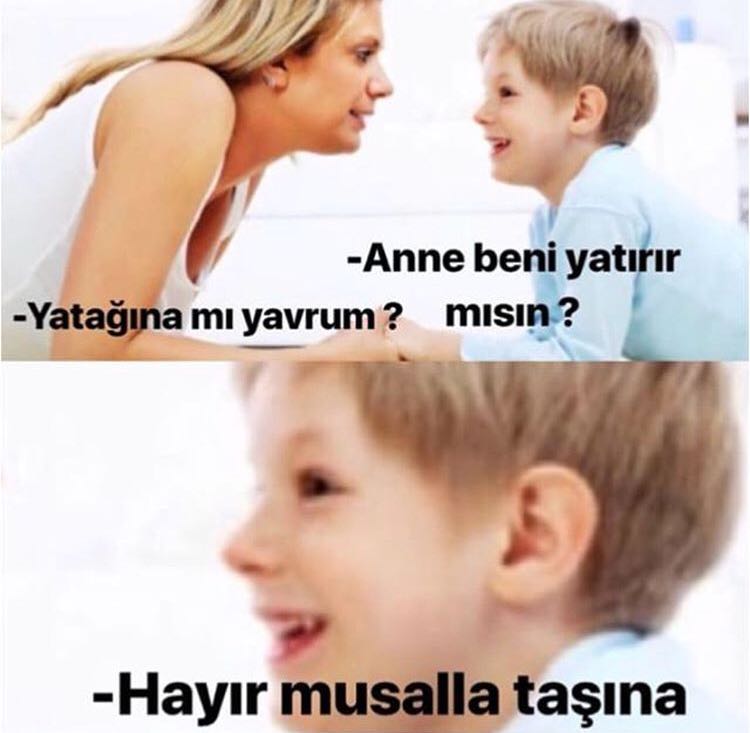 -Anne beni yatırır
mısın ?
-Yatağına mı yavrum ?
-Hayır musalla taşına